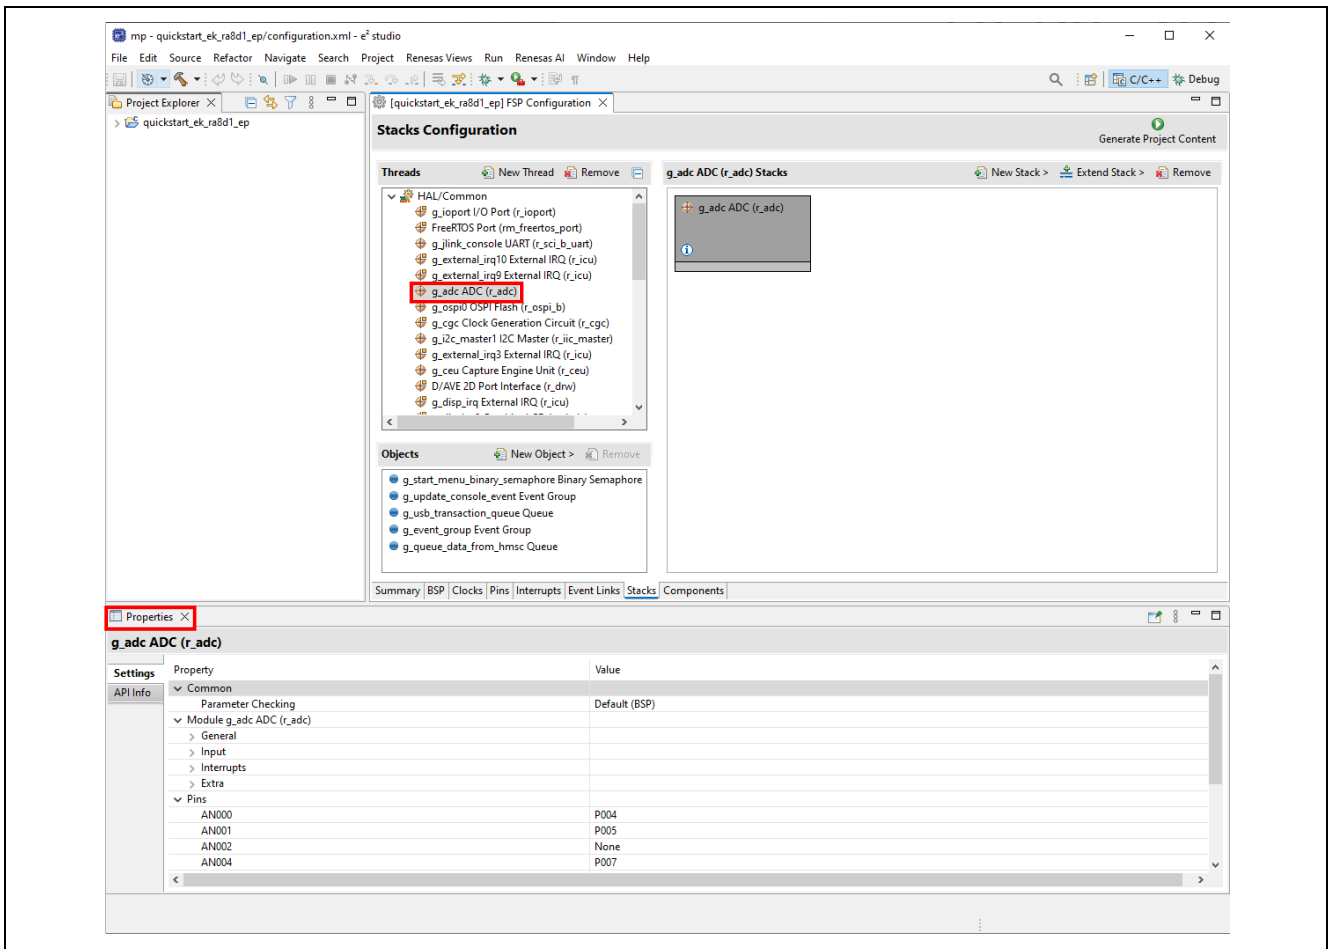 mp - quickstart_ek_ra8d1_ep/configuration.xml - e² studio
File Edit Source Refactor Navigate Search Project Renesas Views Run Renesas AI Window Help
C/C++ Debug
Project Explorer
[quickstart_ek_ra8d1_ep] FSP Configuration
quickstart_ek_ra8d1_ep
Stacks Configuration
Generate Project Content
Threads New Thread Remove
g_adc ADC (r_adc) Stacks New Stack > Extend Stack > Remove
HAL/Common
g_ioport I/O Port (r_ioport)
FreeRTOS Port (rm_freertos_port)
g_jlink_console UART (r_sci_b_uart)
g_external_irq10 External IRQ (r_icu)
g_external_irq9 External IRQ (r_icu)
g_adc ADC (r_adc)
g_ospi0 OSPI Flash (r_ospi_b)
g_cgc Clock Generation Circuit (r_cgc)
g_i2c_master1 I2C Master (r_iic_master)
g_external_irq3 External IRQ (r_icu)
g_ceu Capture Engine Unit (r_ceu)
D/AVE 2D Port Interface (r_drw)
g_disp_irq External IRQ (r_icu)
g_adc ADC (r_adc)
Objects New Object > Remove
g_start_menu_binary_semaphore Binary Semaphore
g_update_console_event Event Group
g_usb_transaction_queue Queue
g_event_group Event Group
g_queue_data_from_hmsc Queue
Summary BSP Clocks Pins Interrupts Event Links Stacks Components
Properties
g_adc ADC (r_adc)
Settings
API Info
Property Value
Common
Parameter Checking Default (BSP)
Module g_adc ADC (r_adc)
General
Input
Interrupts
Extra
Pins
AN000 P004
AN001 P005
AN002 None
AN004 P007